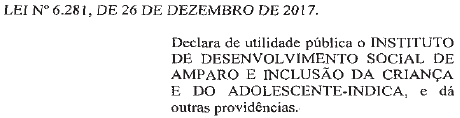 LEI Nº 6.281, DE 26 DE DEZEMBRO DE 2017.
Declara de utilidade pública o INSTITUTO
DE DESENVOLVIMENTO SOCIAL DE
AMPARO E INCLUSÃO DA CRIANÇA
E DO ADOLESCENTE-INDICA, e dá
outras providências.